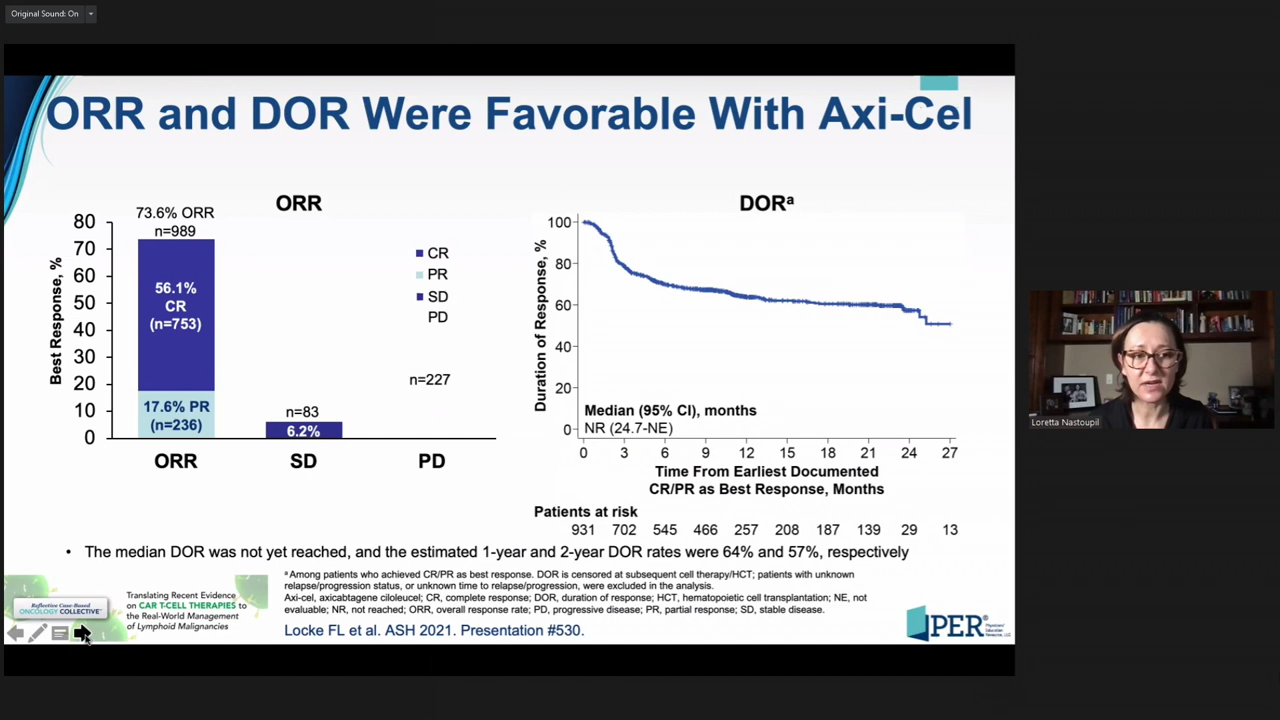 Original Sound: On
ORR and DOR Were Favorable With Axi-Cel
ORR
73.6% ORR
n=989
Best Response, %
80
70
60
50
40
30
20
10
0
56.1%
CR
(n=753)
17.6% PR
(n=236)
n=83
6.2%
n=227
CR
PR
SD
PD
ORR
SD
PD
DORa
Duration of Response, %
100
80
60
40
20
0
Median (95% CI), months
NR (24.7-NE)
0 3 6 9 12 15 18 21 24 27
Time From Earliest Documented
CR/PR as Best Response, Months
Patients at risk
931 702 545 466 257 208 187 139 29 13
• The median DOR was not yet reached, and the estimated 1-year and 2-year DOR rates were 64% and 57%, respectively
a Among patients who achieved CR/PR as best response. DOR is censored at subsequent cell therapy/HCT; patients with unknown
relapse/progression status, or unknown time to relapse/progression, were excluded in the analysis.
Axi-cel, axicabtagene ciloleucel; CR, complete response; DOR, duration of response; HCT, hematopoietic cell transplantation; NE, not
evaluable; NR, not reached; ORR, overall response rate; PD, progressive disease; PR, partial response; SD, stable disease.
Locke FL et al. ASH 2021. Presentation #530.
Reflective Case-Based
ONCOLOGY COLLECTIVE
Translating Recent Evidence
on CAR T-CELL THERAPIES to
the Real-World Management
of Lymphoid Malignancies
PER
Physicians'
Education
Resource, LLC
Loretta Nastoupil